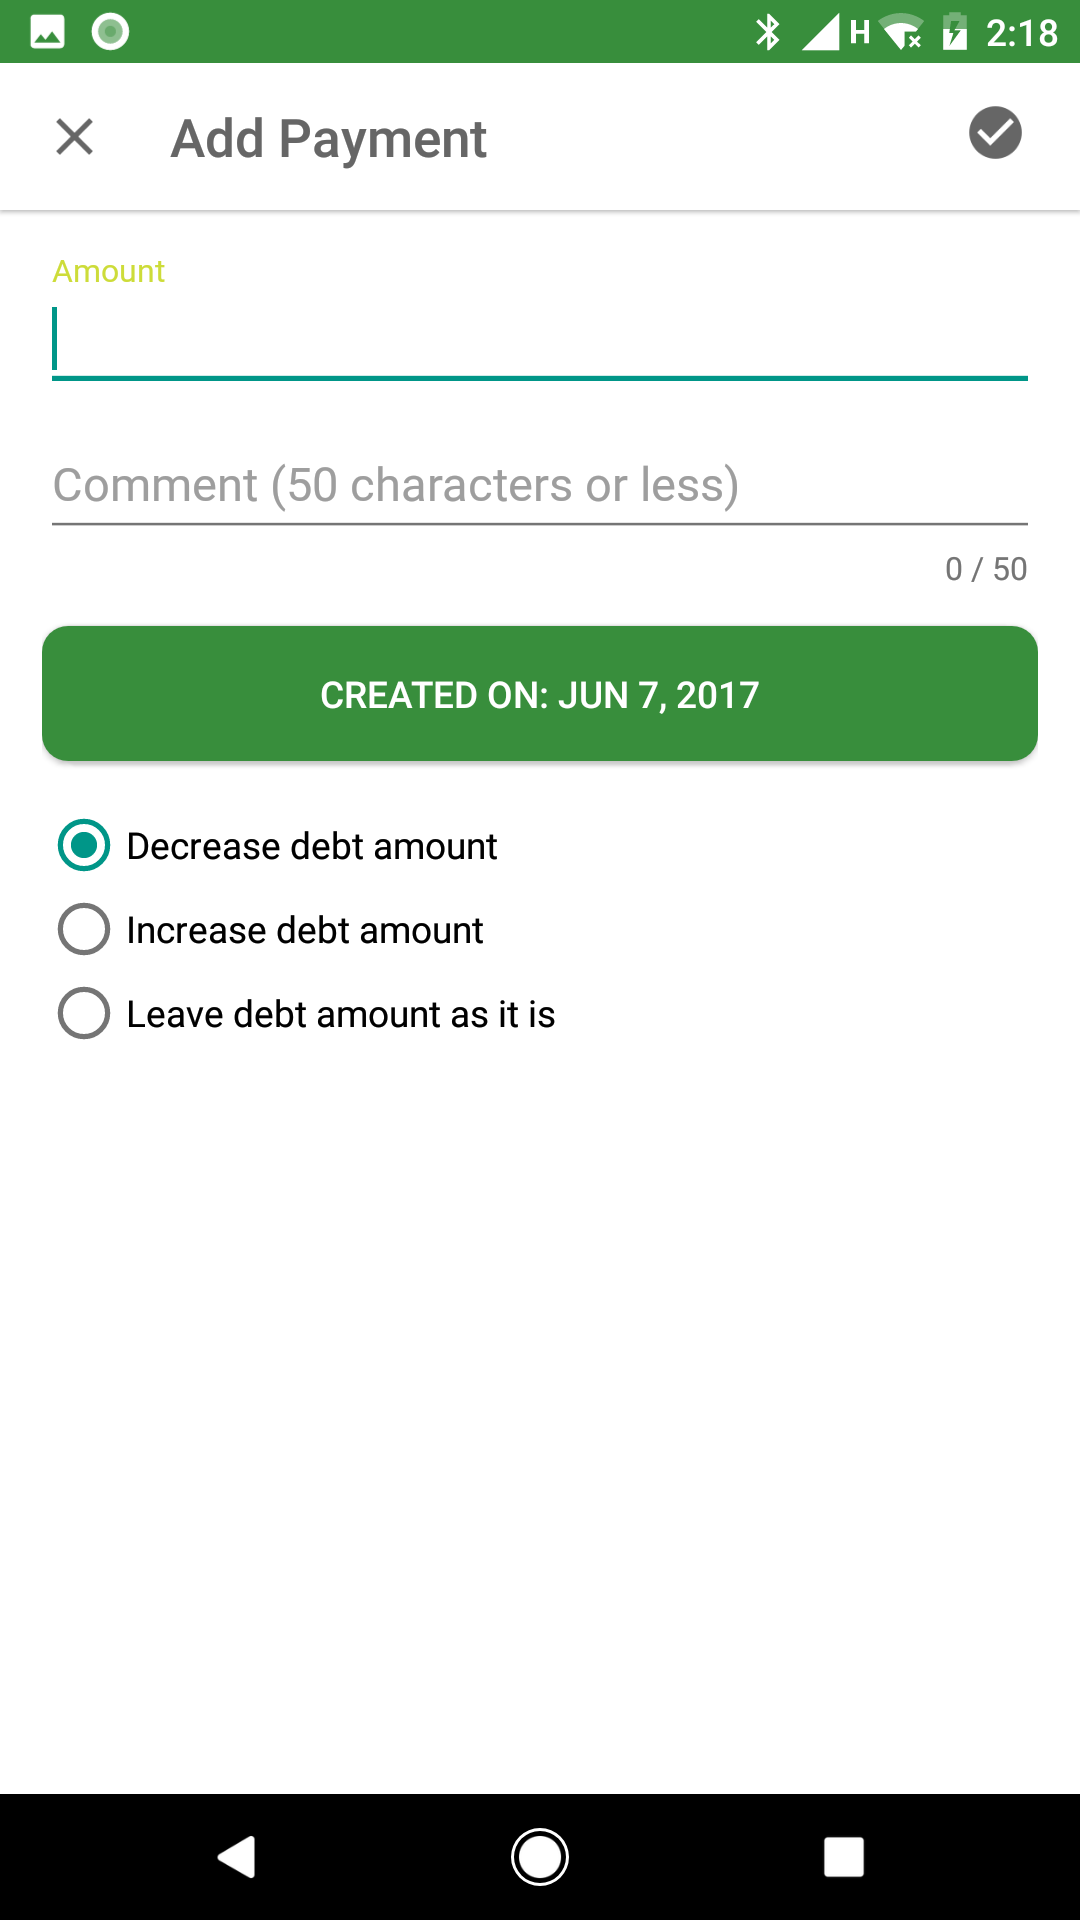 H 2:18
Add Payment
Amount
Comment (50 characters or less)
0 / 50
CREATED ON: JUN 7, 2017
Decrease debt amount
Increase debt amount
Leave debt amount as it is